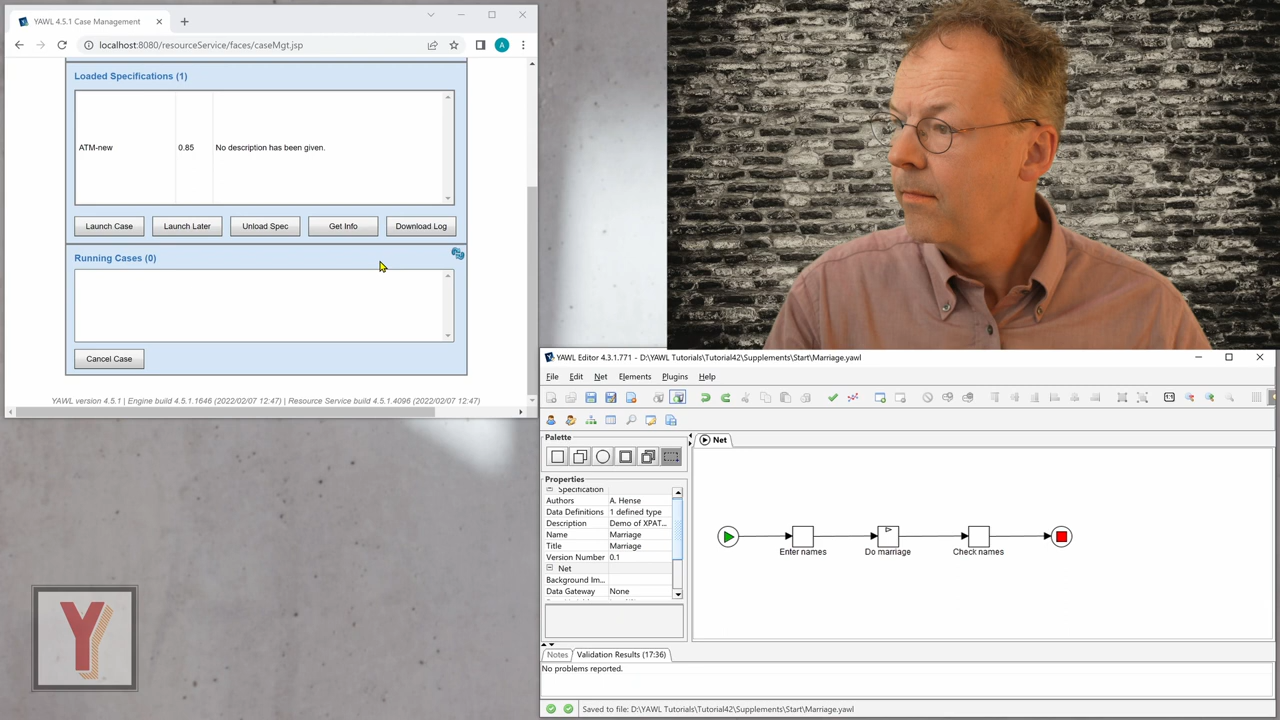 YAWL 4.5.1 Case Management
localhost:8080/resourceService/faces/caseMgt.jsp
A
Loaded Specifications (1)
ATM-new 0.85 No description has been given.
Launch Case Launch Later Unload Spec Get Info Download Log
Running Cases (0)
Cancel Case
YAWL version 4.5.1 | Engine build 4.5.1.1646 (2022/02/07 12:47) | Resource Service build 4.5.1.4096 (2022/02/07 12:47)
YAWL Editor 4.3.1.771 - D:\YAWL Tutorials\Tutorial42\Supplements\Start\Marriage.yawl
File Edit Net Elements Plugins Help
Palette
Net
Properties
Specification
Authors A. Hense
Data Definitions 1 defined type
Description Demo of XPAT...
Name Marriage
Title Marriage
Version Number 0.1
Net
Background Im...
Data Gateway None
Enter names Do marriage Check names
Notes Validation Results (17:36)
No problems reported.
Saved to file: D:\YAWL Tutorials\Tutorial42\Supplements\Start\Marriage.yawl
Y